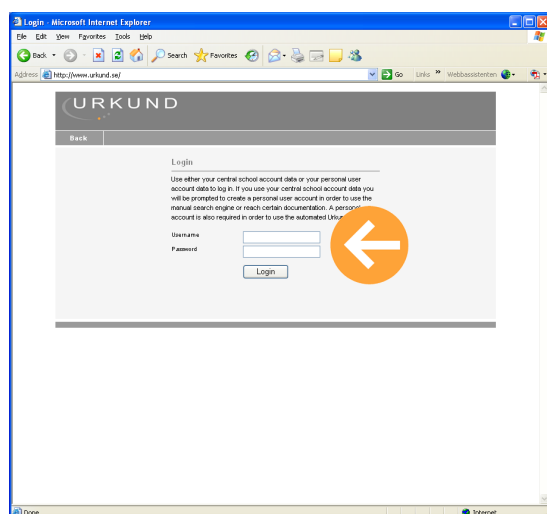 Login - Microsoft Internet Explorer
File Edit View Favorites Tools Help
Back Search Favorites
Address http://www.urkund.se/ Go Links » Webbassistenten
URKUND
Back
Login
Use either your central school account data or your personal user
account data to log in. If you use your central school account data you
will be prompted to create a personal user account in order to use the
manual search engine or reach certain documentation. A personal
account is also required in order to use the automated
Username
Password
Login
Done Internet